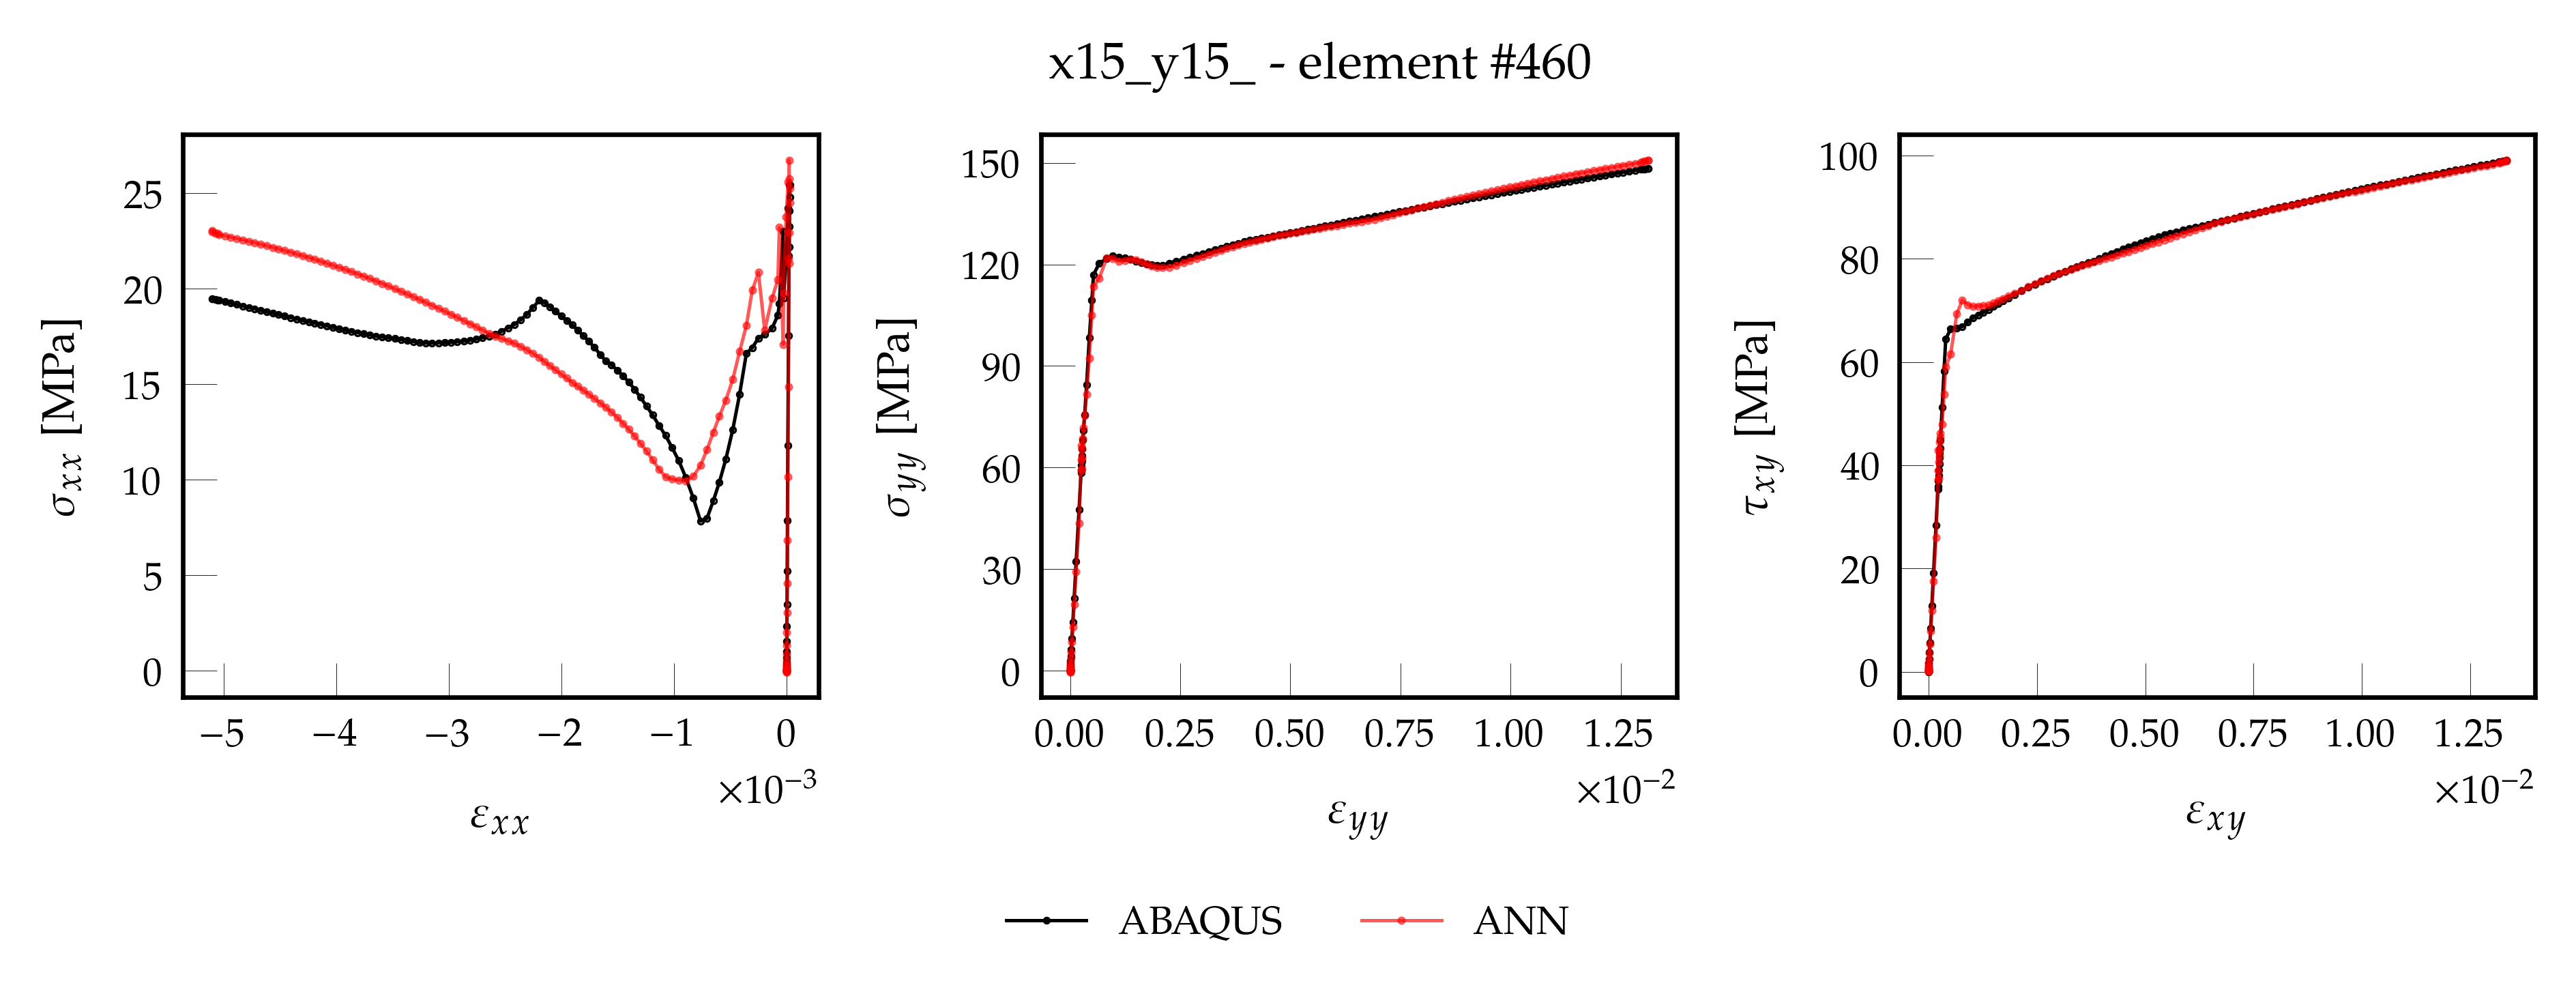 x15_y15_ - element #460
σxx [MPa]
25
20
15
10
5
0
−5 −4 −3 −2 −1 0
×10−3
εxx
σyy [MPa]
150
120
90
60
30
0
0.00 0.25 0.50 0.75 1.00 1.25
×10−2
εyy
τxy [MPa]
100
80
60
40
20
0
0.00 0.25 0.50 0.75 1.00 1.25
×10−2
εxy
ABAQUS ANN